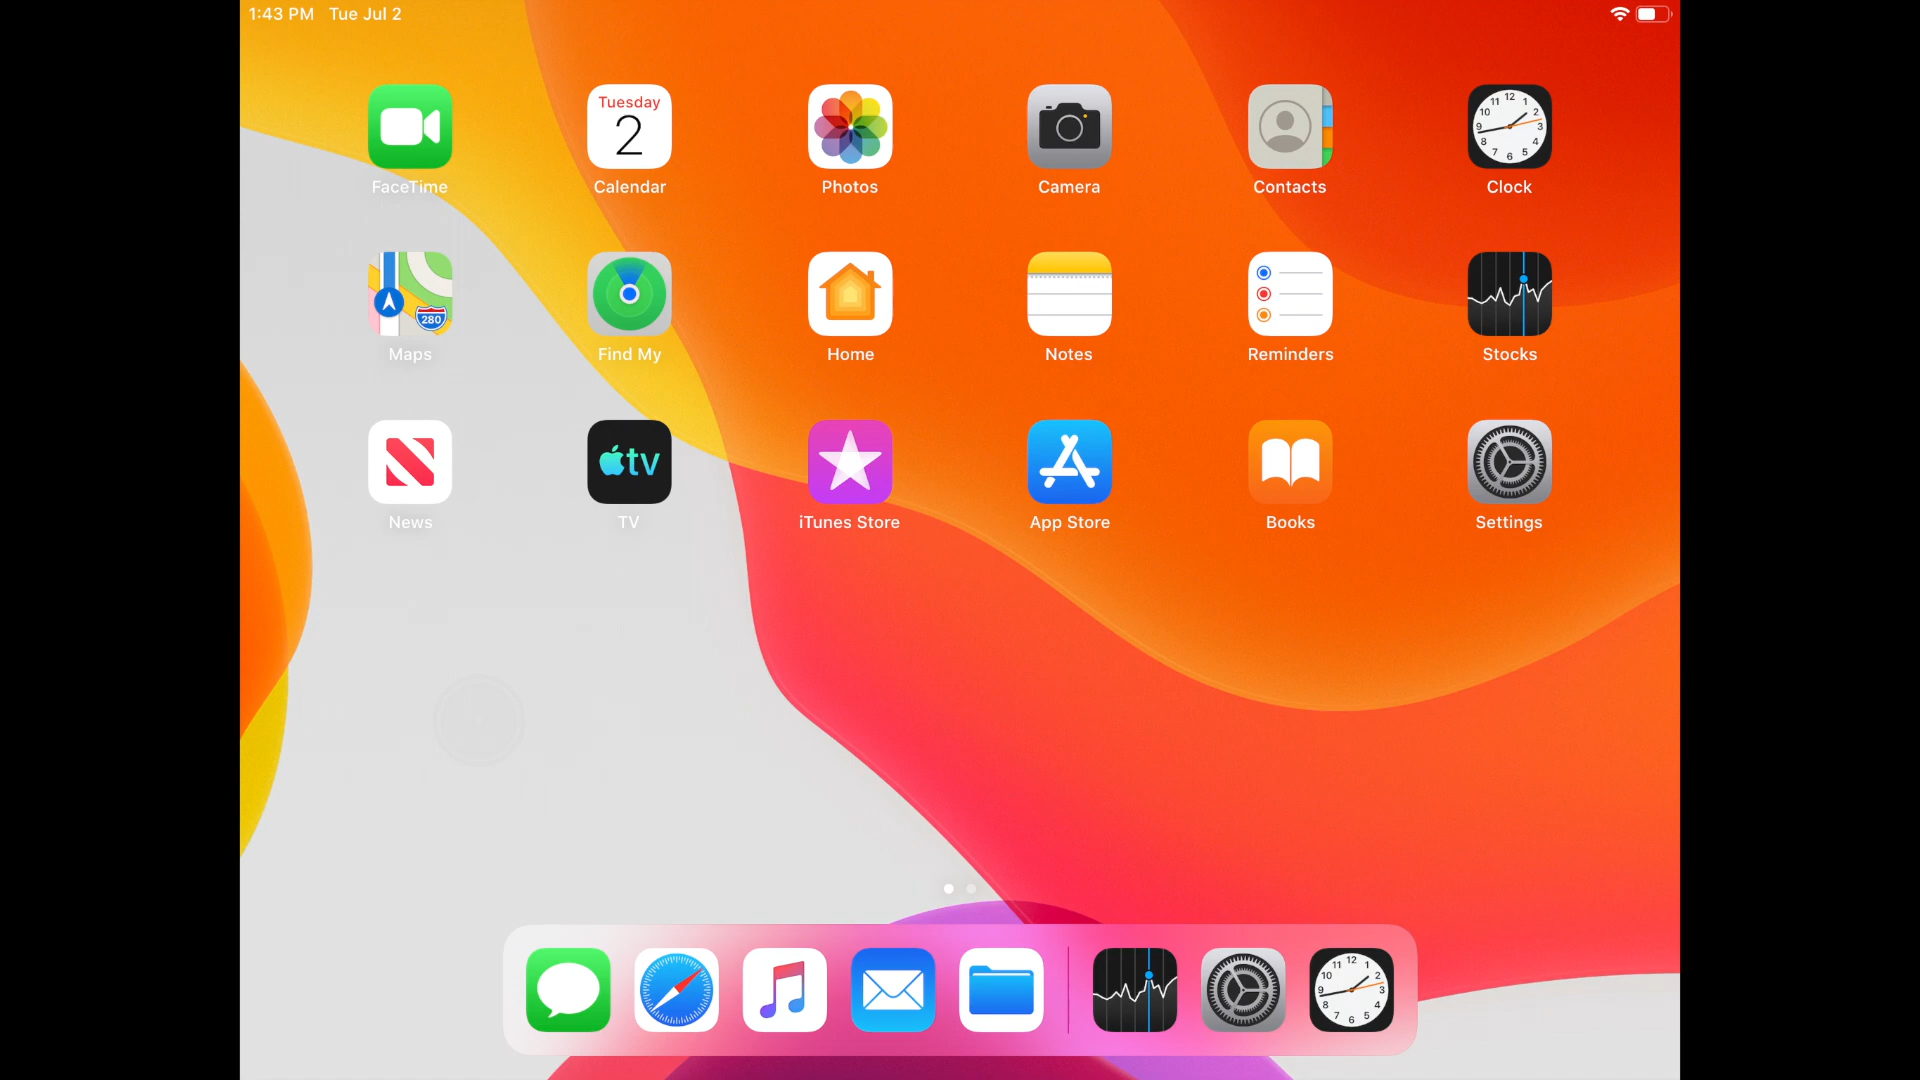 1:43 PM Tue Jul 2
Tuesday
2
FaceTime
Calendar
Photos
Camera
Contacts
Clock
280
Maps
Find My
Home
Notes
Reminders
Stocks
tv
News
TV
iTunes Store
App Store
Books
Settings